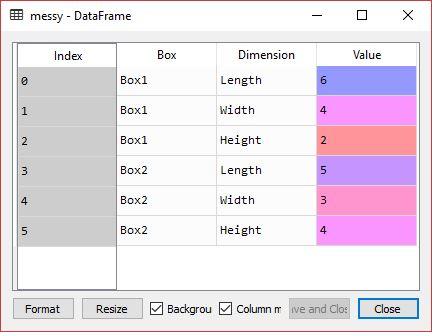 messy - DataFrame
Index Box Dimension Value
0 Box1 Length 6
1 Box1 Width 4
2 Box1 Height 2
3 Box2 Length 5
4 Box2 Width 3
5 Box2 Height 4
Format Resize Backgrou Column m ve and Clos Close